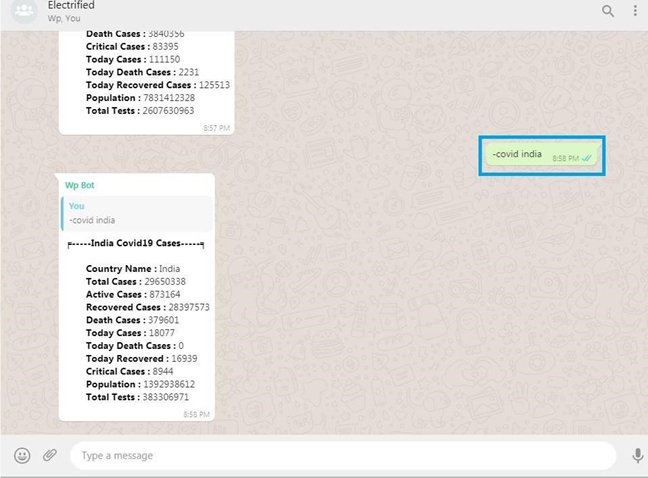 Electrified
Wp, You
Death Cases : 3840356
Critical Cases : 83395
Today Cases : 111150
Today Death Cases : 2231
Today Recovered Cases : 125513
Population : 7831412328
Total Tests : 2607630963
8:57 PM
-covid india 8:58 PM
Wp Bot
You
-covid india
╒-----India Covid19 Cases-----╕
Country Name : India
Total Cases : 29650338
Active Cases : 873164
Recovered Cases : 28397573
Death Cases : 379601
Today Cases : 18077
Today Death Cases : 0
Today Recovered : 16939
Critical Cases : 8944
Population : 1392938612
Total Tests : 383306971
8:58 PM
Type a message